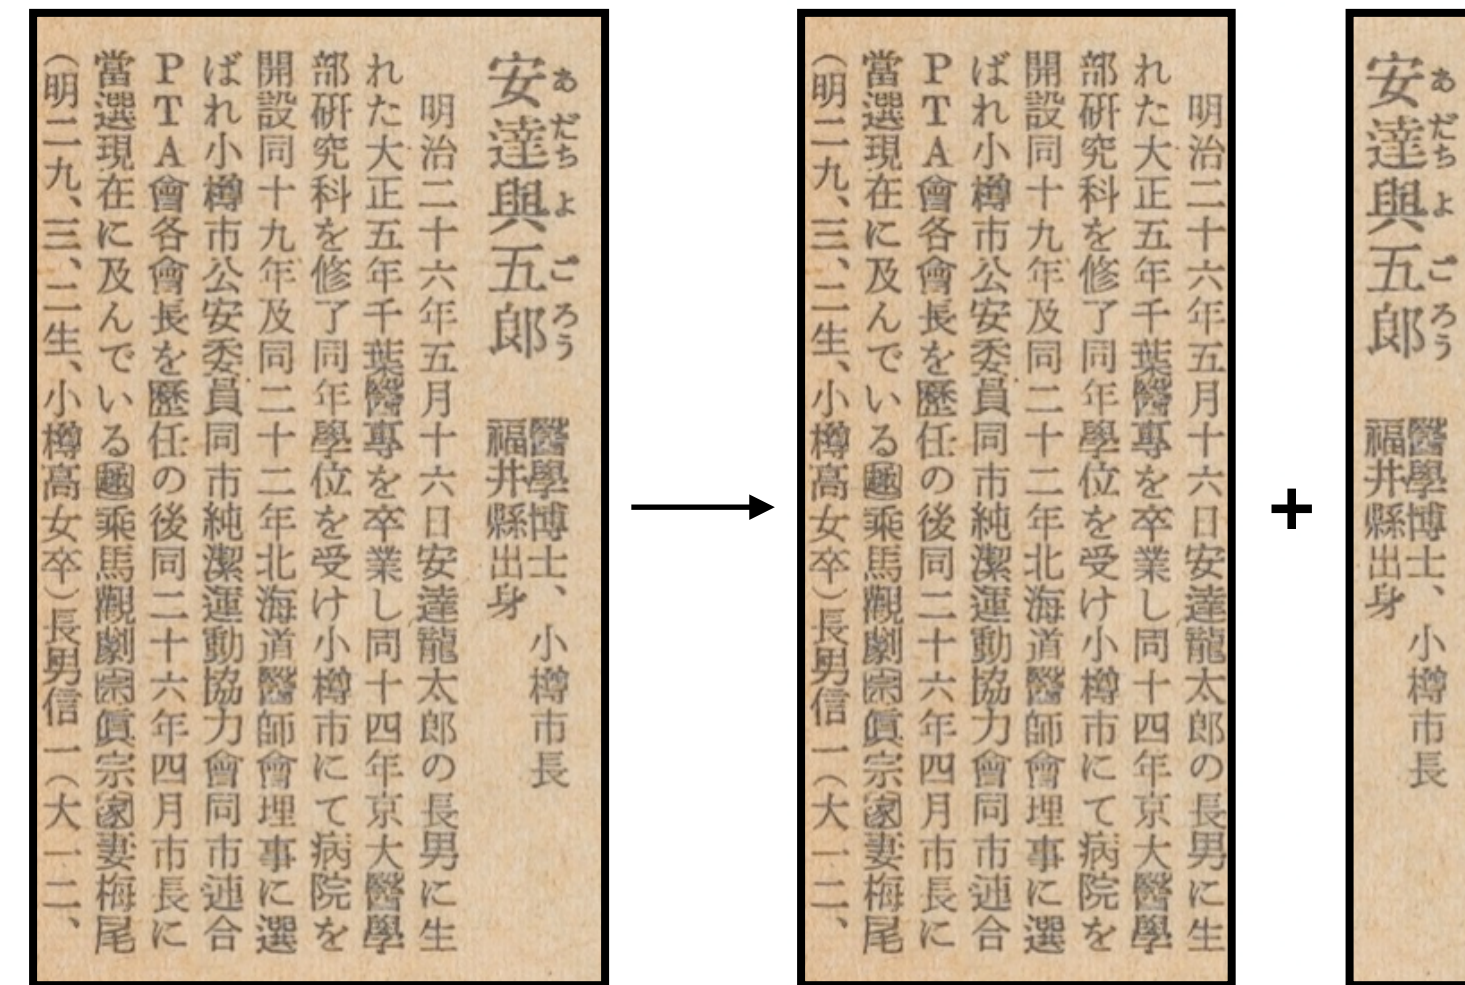 あだちよごろう
安達與五郎
醫學博士、小樽市長
福井縣出身
明治二十六年五月十六日安達龍太郎の長男に生
れた大正五年千葉醫專を卒業し同十四年京大醫學
部硏究科を修了同年學位を受け小樽市にて病院を
開設同十九年及同二十二年北海道醫師會理事に選
ばれ小樽市公安委員同市純潔運動協力會同市連合
PTA會各會長を歷任の後同二十六年四月市長に
當選現在に及んでいる趣乘馬觀劇宗眞宗家妻梅尾
（明二九、三、二生、小樽高女卒）長男信一（大一二、
→
明治二十六年五月十六日安達龍太郎の長男に生
れた大正五年千葉醫專を卒業し同十四年京大醫學
部硏究科を修了同年學位を受け小樽市にて病院を
開設同十九年及同二十二年北海道醫師會理事に選
ばれ小樽市公安委員同市純潔運動協力會同市連合
PTA會各會長を歷任の後同二十六年四月市長に
當選現在に及んでいる趣乘馬觀劇宗眞宗家妻梅尾
（明二九、三、二生、小樽高女卒）長男信一（大一二、
+
あだちよごろう
安達與五郎
醫學博士、小樽市長
福井縣出身